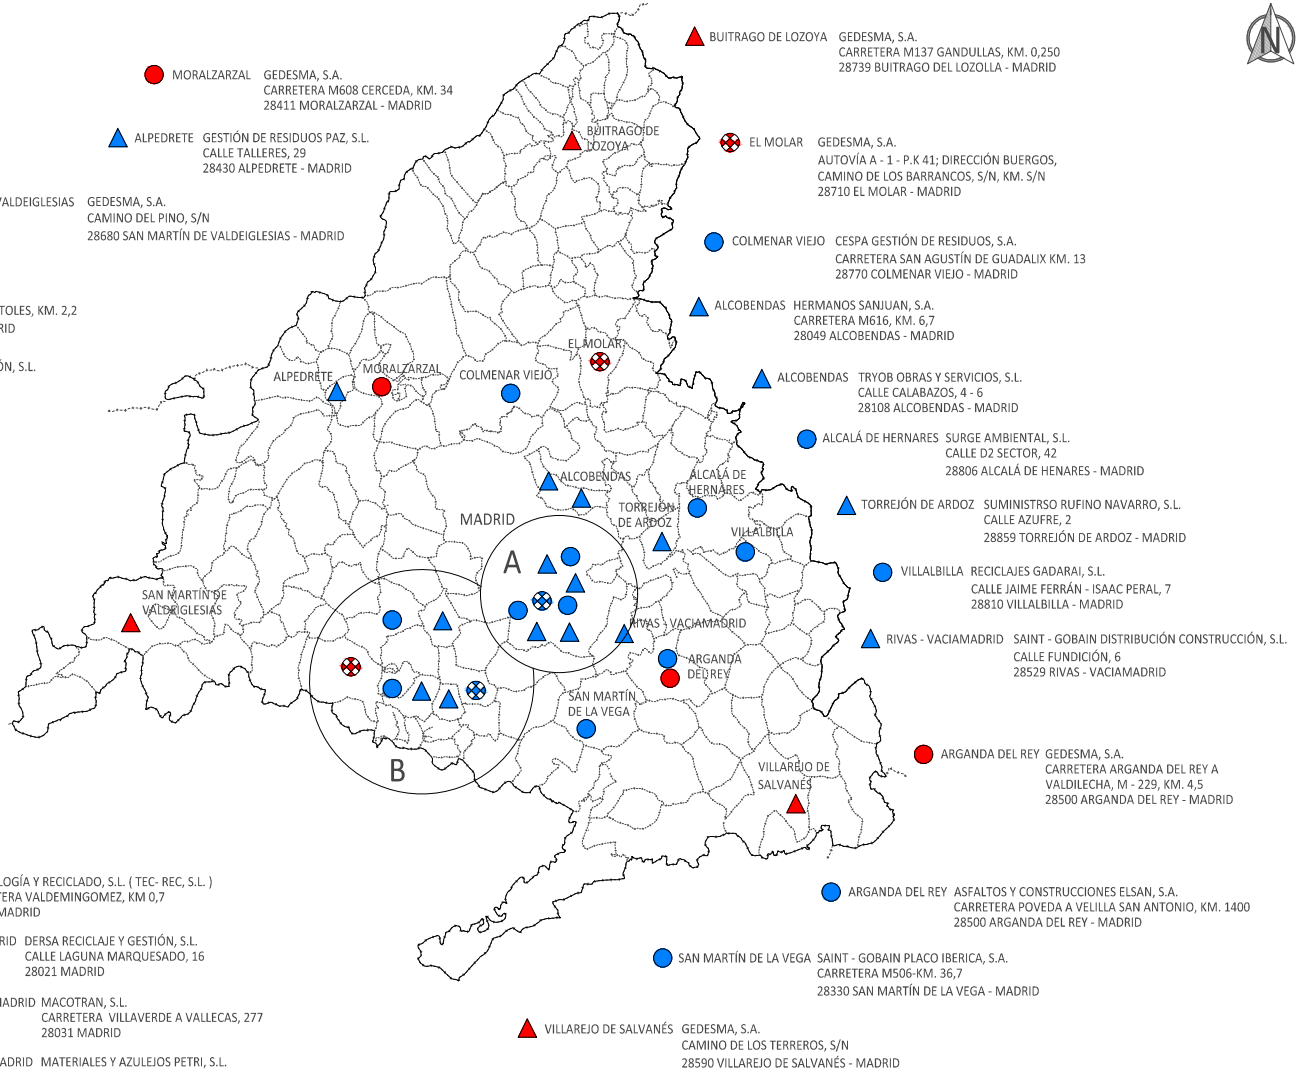 N
BUITRAGO DE LOZOYA GEDESMA, S.A.
CARRETERA M137 GANDULLAS, KM. 0,250
28739 BUITRAGO DEL LOZOLLA - MADRID
MORALZARZAL GEDESMA, S.A.
CARRETERA M608 CERCEDA, KM. 34
28411 MORALZARZAL - MADRID
ALPEDRETE GESTIÓN DE RESIDUOS PAZ, S.L.
CALLE TALLERES, 29
28430 ALPEDRETE - MADRID
VALDEIGLESIAS GEDESMA, S.A.
CAMINO DEL PINO, S/N
28680 SAN MARTÍN DE VALDEIGLESIAS - MADRID
TOLES, KM. 2,2
RID
ÓN, S.L.
EL MOLAR GEDESMA, S.A.
AUTOVÍA A - 1 - P.K 41; DIRECCIÓN BUERGOS,
CAMINO DE LOS BARRANCOS, S/N, KM. S/N
28710 EL MOLAR - MADRID
COLMENAR VIEJO CESPA GESTIÓN DE RESIDUOS, S.A.
CARRETERA SAN AGUSTÍN DE GUADALIX KM. 13
28770 COLMENAR VIEJO - MADRID
ALCOBENDAS HERMANOS SANJUAN, S.A.
CARRETERA M616, KM. 6,7
28049 ALCOBENDAS - MADRID
ALCOBENDAS TRYOB OBRAS Y SERVICIOS, S.L.
CALLE CALABAZOS, 4 - 6
28108 ALCOBENDAS - MADRID
ALCALÁ DE HERNARES SURGE AMBIENTAL, S.L.
CALLE D2 SECTOR, 42
28806 ALCALÁ DE HENARES - MADRID
TORREJÓN DE ARDOZ SUMINISTRSO RUFINO NAVARRO, S.L.
CALLE AZUFRE, 2
28859 TORREJÓN DE ARDOZ - MADRID
VILLALBILLA RECICLAJES GADARAI, S.L.
CALLE JAIME FERRÁN - ISAAC PERAL, 7
28810 VILLALBILLA - MADRID
RIVAS - VACIAMADRID SAINT - GOBAIN DISTRIBUCIÓN CONSTRUCCIÓN, S.L.
CALLE FUNDICIÓN, 6
28529 RIVAS - VACIAMADRID
ARGANDA DEL REY GEDESMA, S.A.
CARRETERA ARGANDA DEL REY A
VALDILECHA, M - 229, KM. 4,5
28500 ARGANDA DEL REY - MADRID
ARGANDA DEL REY ASFALTOS Y CONSTRUCCIONES ELSAN, S.A.
CARRETERA POVEDA A VELILLA SAN ANTONIO, KM. 1400
28500 ARGANDA DEL REY - MADRID
SAN MARTÍN DE LA VEGA SAINT - GOBAIN PLACO IBERICA, S.A.
CARRETERA M506-KM. 36,7
28330 SAN MARTÍN DE LA VEGA - MADRID
VILLAREJO DE SALVANÉS GEDESMA, S.A.
CAMINO DE LOS TERREROS, S/N
28590 VILLAREJO DE SALVANÉS - MADRID
BUITRAGO DE
LOZOYA
EL MOLAR
MORALZARZAL
ALPEDRETE
COLMENAR VIEJO
ALCOBENDAS
ALCALÁ DE
HERNARES
TORREJÓN
DE ARDOZ
MADRID
VILLALBILLA
A
SAN MARTÍN DE
VALDRIGLESIAS
RIVAS - VACIAMADRID
ARGANDA
DEL REY
SAN MARTÍN
DE LA VEGA
B
VILLAREJO DE
SALVANÉS
LOGÍA Y RECICLADO, S.L. ( TEC- REC, S.L. )
TERA VALDEMINGOMEZ, KM 0,7
MADRID
RID DERSA RECICLAJE Y GESTIÓN, S.L.
CALLE LAGUNA MARQUESADO, 16
28021 MADRID
MADRID MACOTRAN, S.L.
CARRETERA VILLAVERDE A VALLECAS, 277
28031 MADRID
ADRID MATERIALES Y AZULEJOS PETRI, S.L.